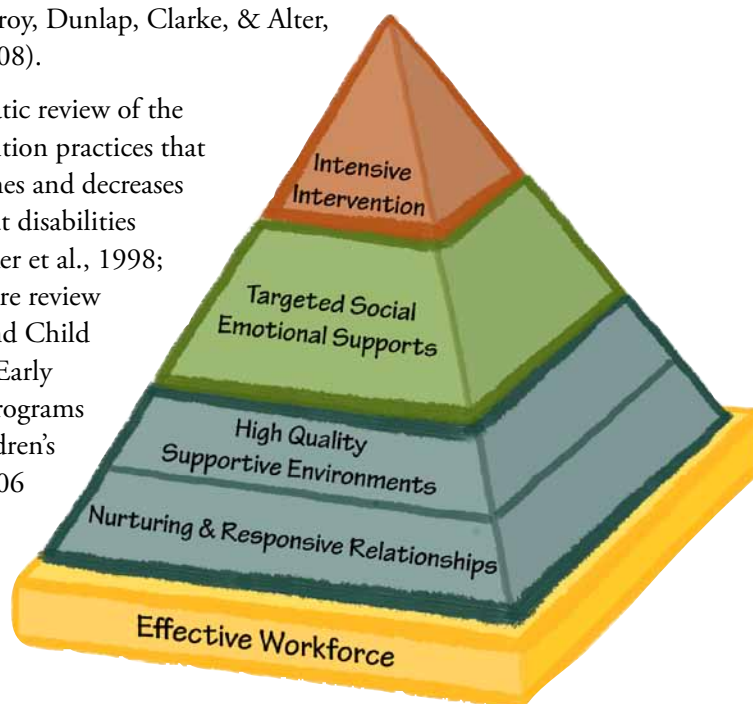 roy, Dunlap, Clarke, & Alter,
08).
tic review of the
tion practices that
nes and decreases
t disabilities
er et al., 1998;
re review
d Child
Early
rograms
dren's
06
Intensive
Intervention
Targeted Social
Emotional Supports
High Quality
Supportive Environments
Nurturing & Responsive Relationships
Effective Workforce